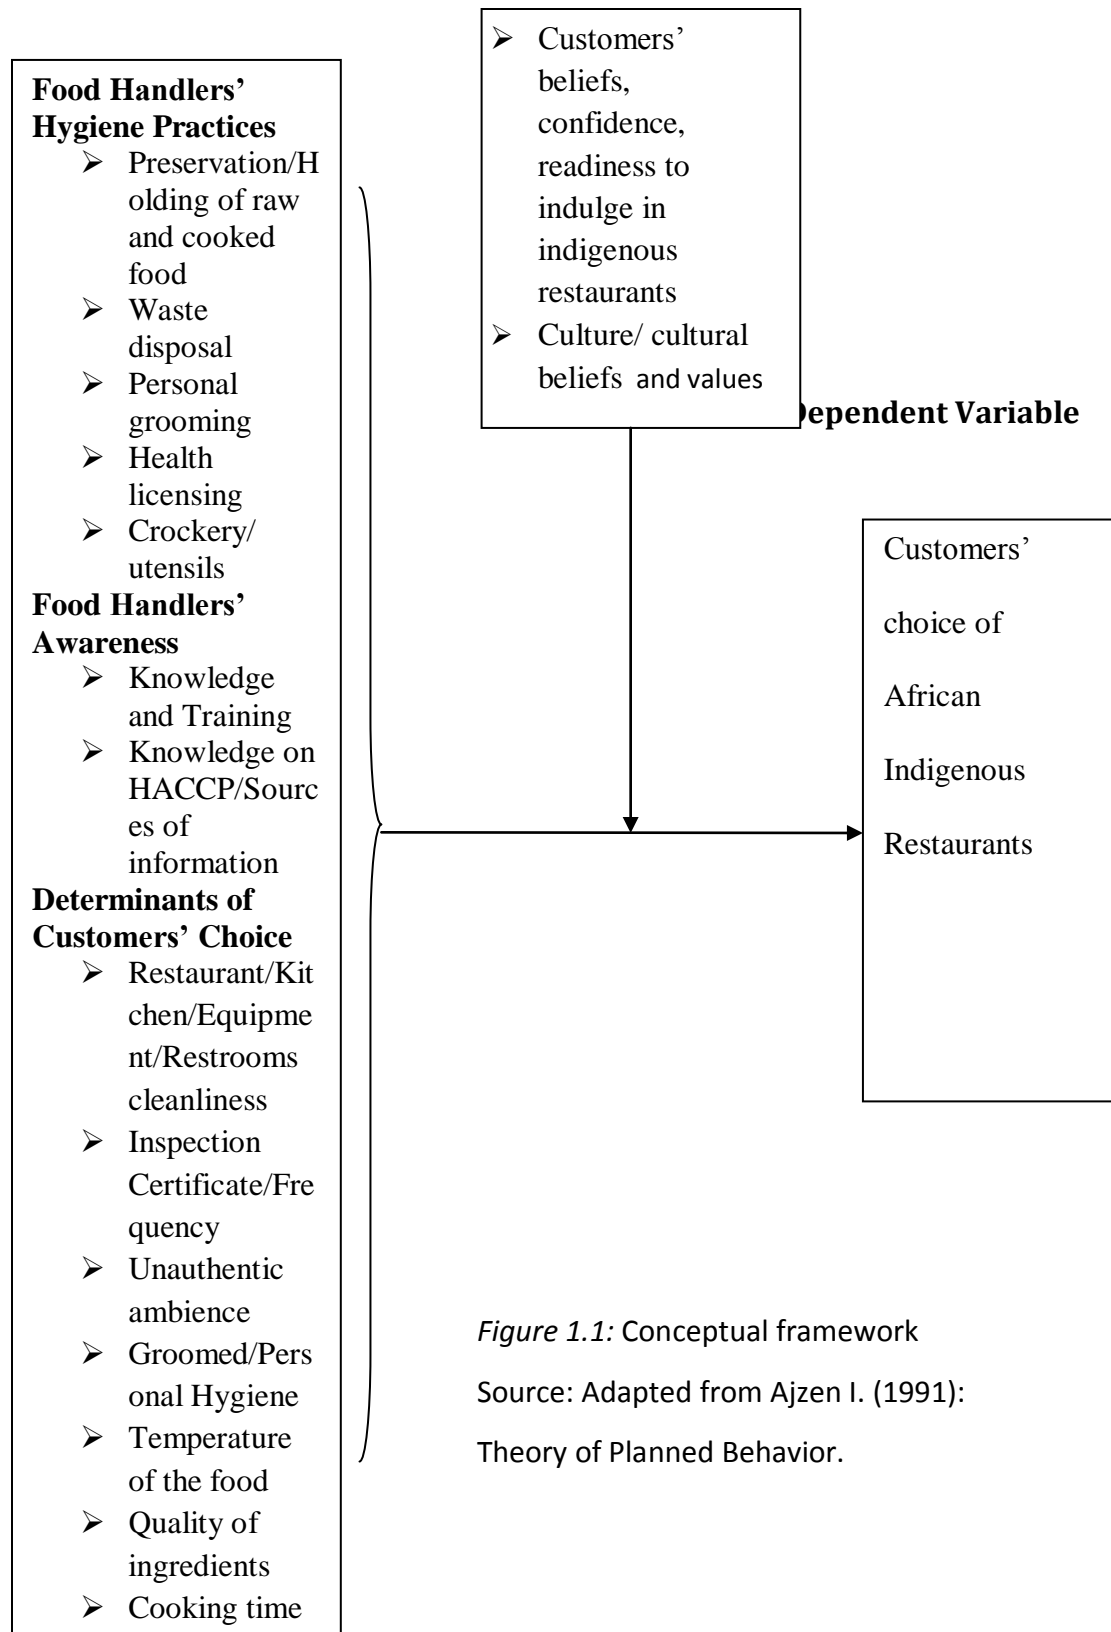 Food Handlers’
Hygiene Practices
➢ Preservation/H
olding of raw
and cooked
food
➢ Waste
disposal
➢ Personal
grooming
➢ Health
licensing
➢ Crockery/
utensils
Food Handlers’
Awareness
➢ Knowledge
and Training
➢ Knowledge on
HACCP/Sourc
es of
information
Determinants of
Customers’ Choice
➢ Restaurant/Kit
chen/Equipme
nt/Restrooms
cleanliness
➢ Inspection
Certificate/Fre
quency
➢ Unauthentic
ambience
➢ Groomed/Pers
onal Hygiene
➢ Temperature
of the food
➢ Quality of
ingredients
➢ Cooking time
➢ Customers’
beliefs,
confidence,
readiness to
indulge in
indigenous
restaurants
➢ Culture/ cultural
beliefs and values
Dependent Variable
Customers’
choice of
African
Indigenous
Restaurants
Figure 1.1: Conceptual framework
Source: Adapted from Ajzen I. (1991):
Theory of Planned Behavior.